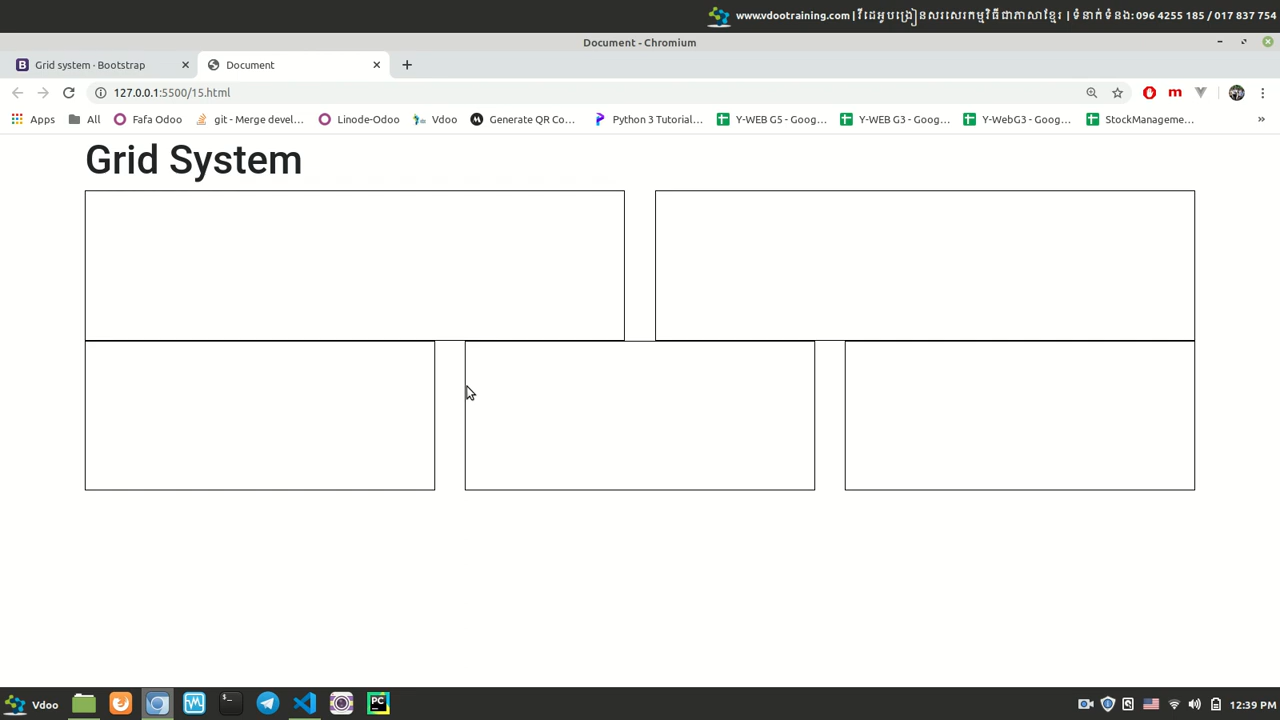 www.vdootraining.com | វីដេអូបង្រៀនសរសេរកម្មវិធីជាភាសាខ្មែរ | ទំនាក់ទំនង: 096 4255 185 / 017 837 754
Document - Chromium
Grid system · Bootstrap
Document
127.0.0.1:5500/15.html
Apps
All
Fafa Odoo
git - Merge devel...
Linode-Odoo
Vdoo
Generate QR Co...
Python 3 Tutorial...
Y-WEB G5 - Goog...
Y-WEB G3 - Goog...
Y-WebG3 - Goog...
StockManageme...
»
Grid System
Vdoo
12:39 PM